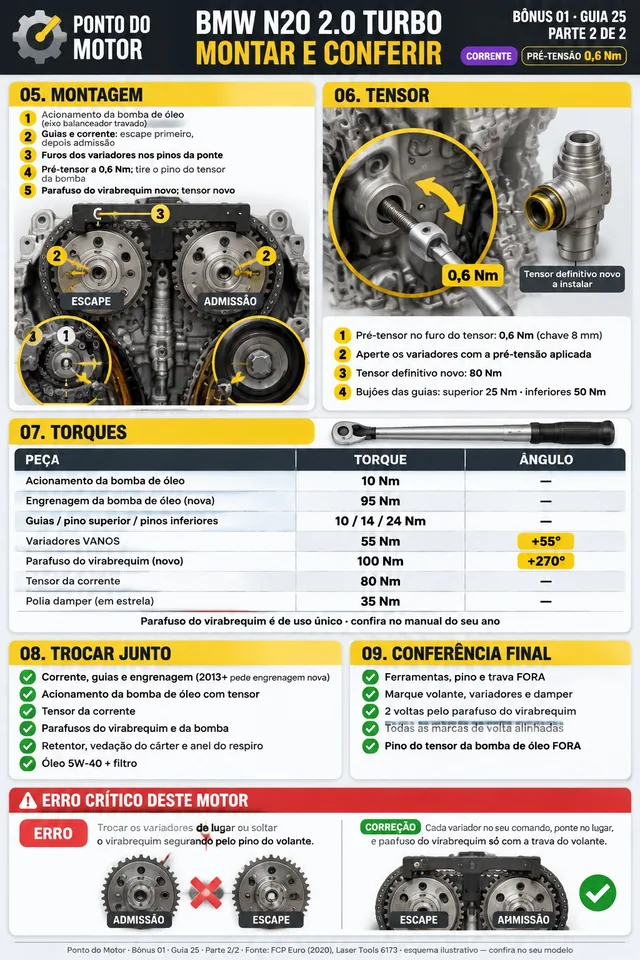 PONTO DO
MOTOR
BMW N20 2.0 TURBO
MONTAR E CONFERIR
BÔNUS 01 · GUIA 25
PARTE 2 DE 2
CORRENTE
PRÉ-TENSÃO 0,6 Nm
05. MONTAGEM
1 Acionamento da bomba de óleo
(eixo balanceador travado)
2 Guias e corrente: escape primeiro,
depois admissão
3 Furos dos variadores nos pinos da ponte
4 Pré-tensor a 0,6 Nm; tire o pino do tensor
da bomba
5 Parafuso do virabrequim novo; tensor novo
3
2
2
ESCAPE
ADMISSÃO
1
06. TENSOR
0,6 Nm
Tensor definitivo novo
a instalar
1 Pré-tensor no furo do tensor: 0,6 Nm (chave 8 mm)
2 Aperte os variadores com a pré-tensão aplicada
3 Tensor definitivo novo: 80 Nm
4 Bujões das guias: superior 25 Nm · inferiores 50 Nm
07. TORQUES
PEÇA TORQUE ÂNGULO
Acionamento da bomba de óleo 10 Nm —
Engrenagem da bomba de óleo (nova) 95 Nm —
Guias / pino superior / pinos inferiores 10 / 14 / 24 Nm —
Variadores VANOS 55 Nm +55°
Parafuso do virabrequim (novo) 100 Nm +270°
Tensor da corrente 80 Nm —
Polia damper (em estrela) 35 Nm —
Parafuso do virabrequim é de uso único · confira no manual do seu ano
08. TROCAR JUNTO
Corrente, guias e engrenagem (2013+ pede engrenagem nova)
Acionamento da bomba de óleo com tensor
Tensor da corrente
Parafusos do virabrequim e da bomba
Retentor, vedação do cárter e anel do respiro
Óleo 5W-40 + filtro
09. CONFERÊNCIA FINAL
Ferramentas, pino e trava FORA
Marque volante, variadores e damper
2 voltas pelo parafuso do virabrequim
Todas as marcas de volta alinhadas
Pino do tensor da bomba de óleo FORA
ERRO CRÍTICO DESTE MOTOR
ERRO
Trocar os variadores de lugar ou soltar
o virabrequim segurando pelo pino do volante.
ADMISSÃO
ESCAPE
CORREÇÃO
Cada variador no seu comando, ponte no lugar,
e paafuso do virabrequim só com a trava do volante.
ESCAPE
ADMISSÃO
Ponto do Motor · Bônus 01 · Guia 25 · Parte 2/2 · Fonte: FCP Euro (2020), Laser Tools 6173 · esquema ilustrativo — confira no seu modelo